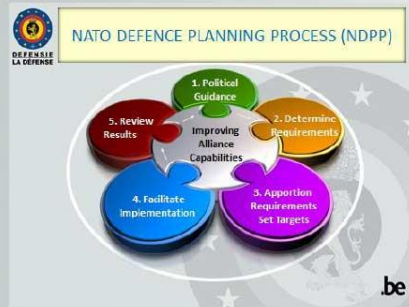 NATO DEFENCE PLANNING PROCESS (NDPP)
DEFENSIE
LA DÉFENSE
1. Political
Guidance
2. Determine
Requirements
3. Apportion
Requirements
Set Targets
4. Facilitate
Implementation
5. Review
Results
Improving
Alliance
Capabilities
.be